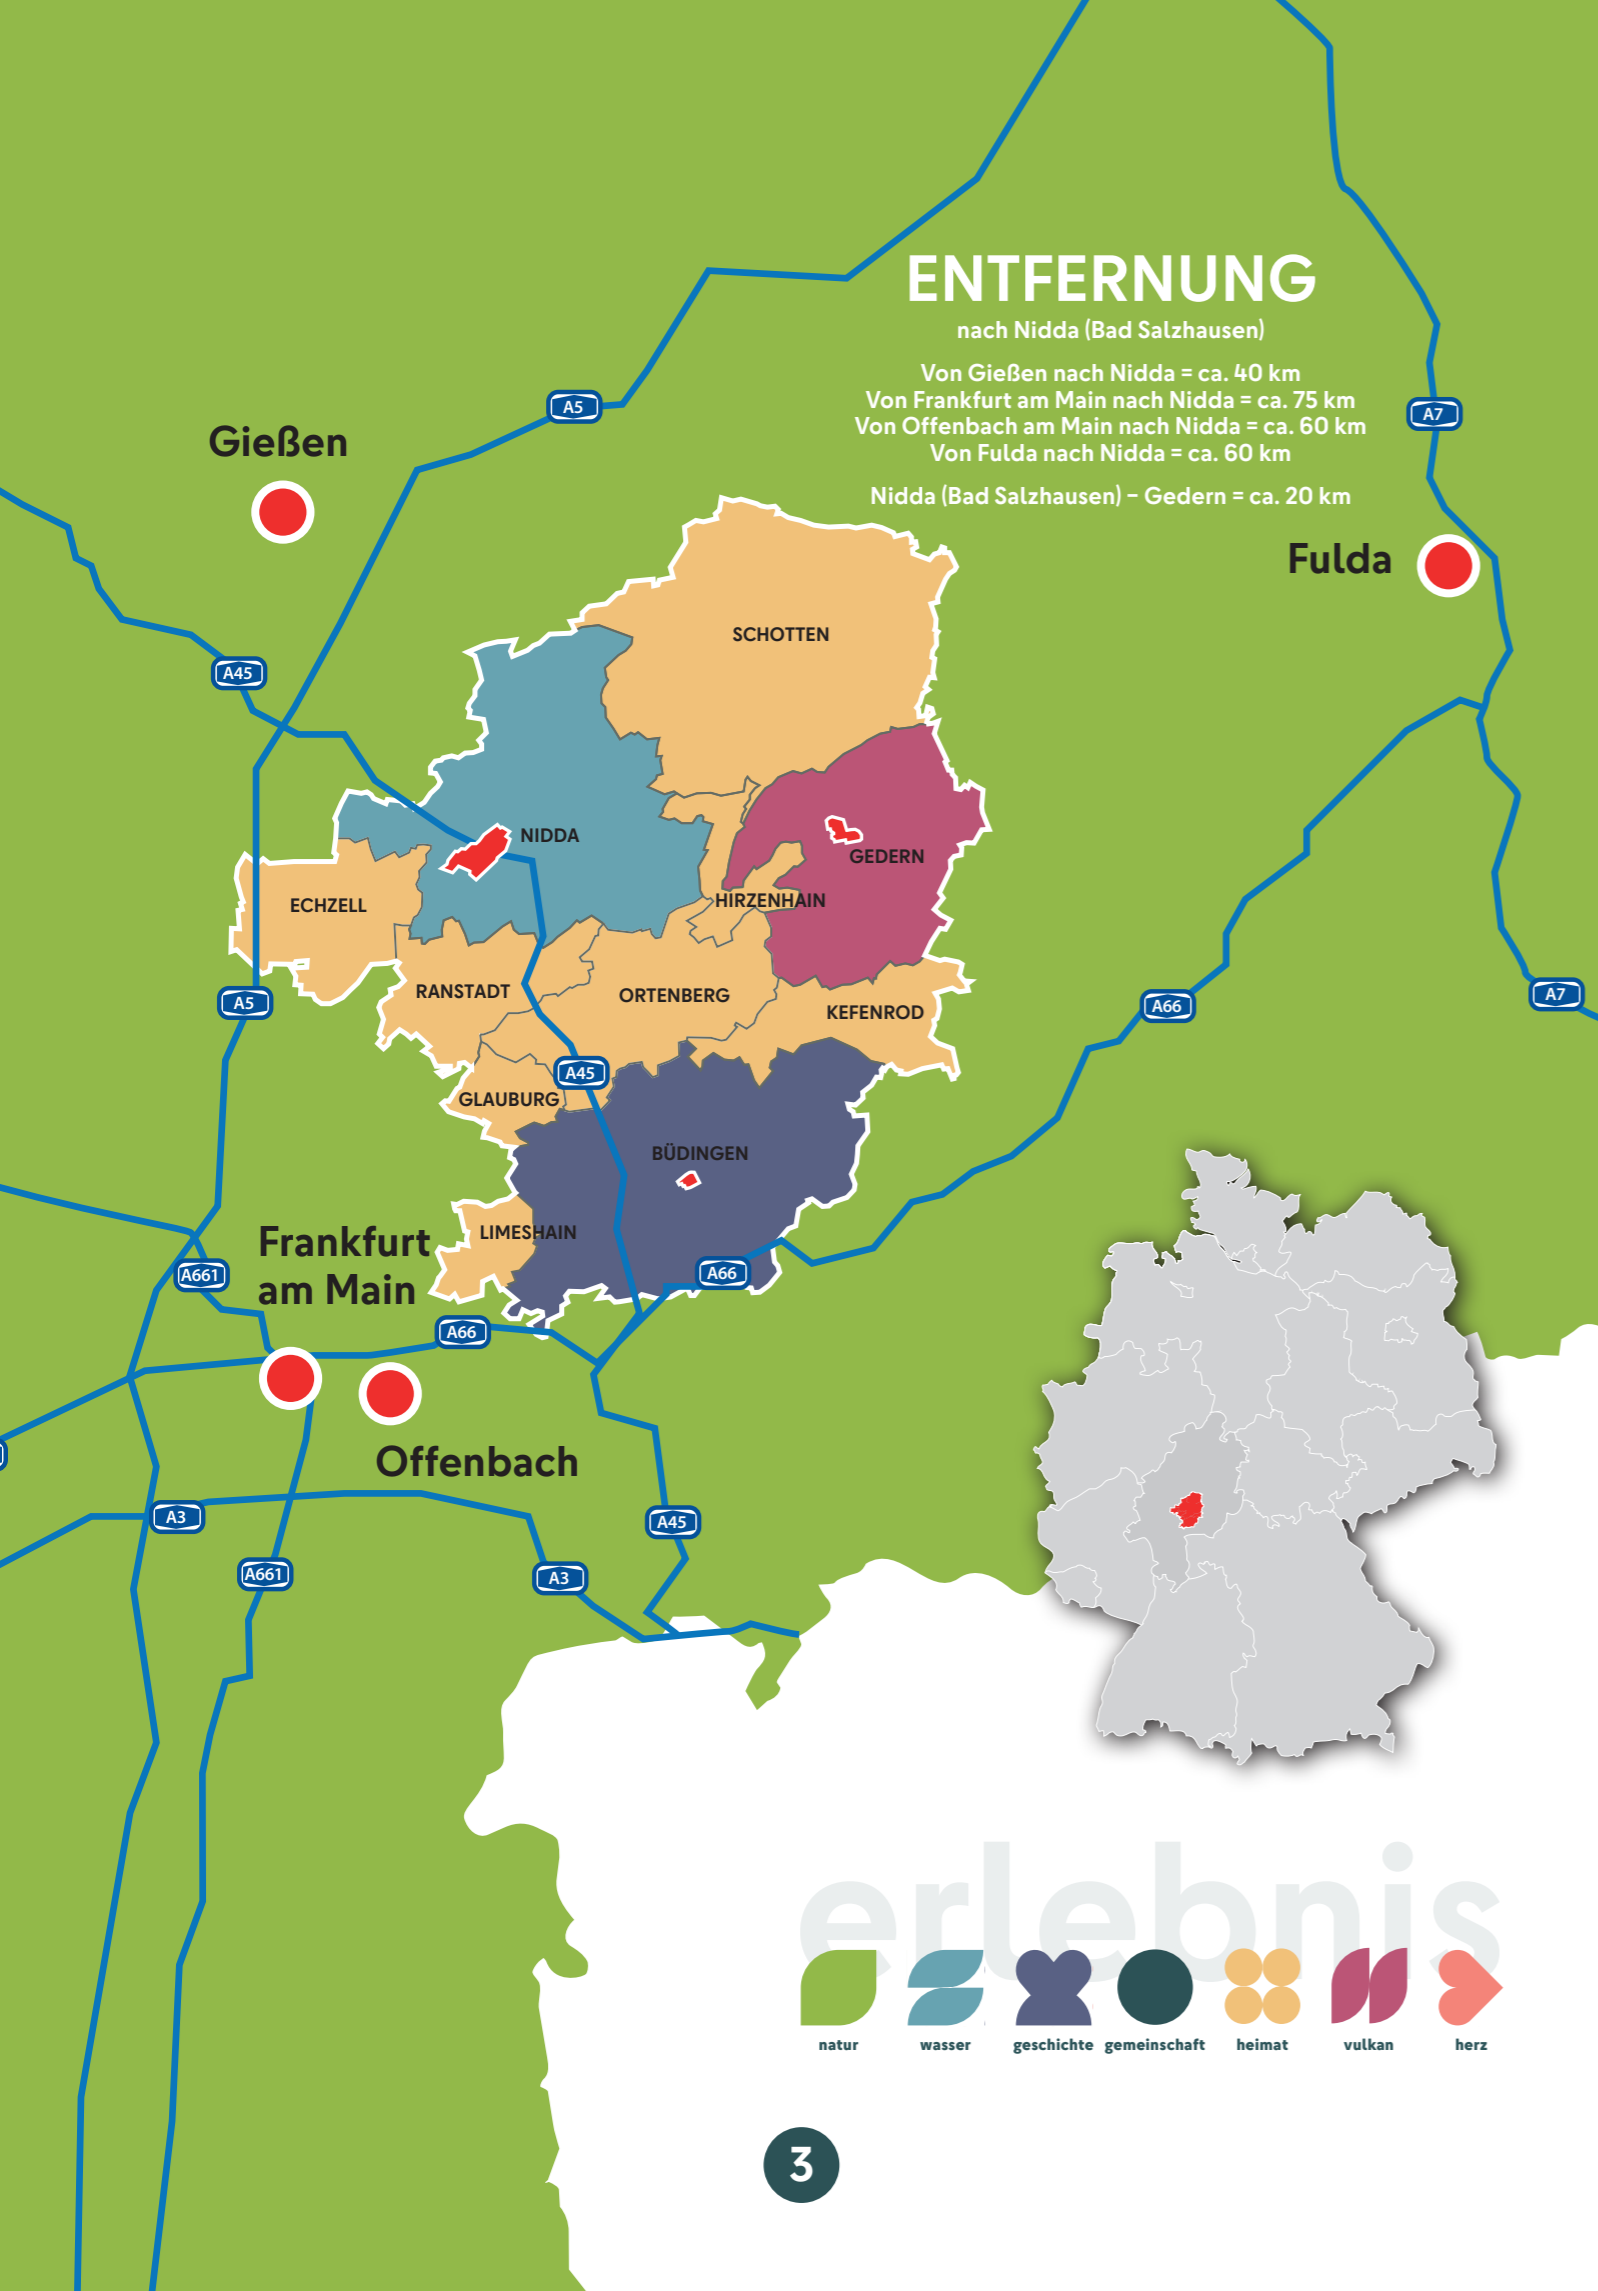 ENTFERNUNG
nach Nidda (Bad Salzhausen)
Von Gießen nach Nidda = ca. 40 km
Von Frankfurt am Main nach Nidda = ca. 75 km
Von Offenbach am Main nach Nidda = ca. 60 km
Von Fulda nach Nidda = ca. 60 km
Nidda (Bad Salzhausen) – Gedern = ca. 20 km
A5
A7
Gießen
Fulda
SCHOTTEN
A45
NIDDA
GEDERN
ECHZELL
HIRZENHAIN
RANSTADT
ORTENBERG
A5
KEFENROD
A66
A7
A45
GLAUBURG
BÜDINGEN
LIMESHAIN
Frankfurt
am Main
A661
A66
A66
Offenbach
A3
A45
A661
A3
erlebnis
natur
wasser
geschichte
gemeinschaft
heimat
vulkan
herz
3